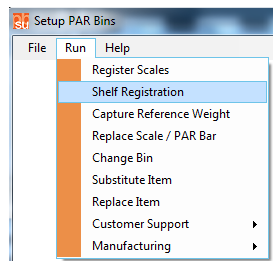 su Setup PAR Bins
File Run Help
Register Scales
Shelf Registration
Capture Reference Weight
Replace Scale / PAR Bar
Change Bin
Substitute Item
Replace Item
Customer Support
Manufacturing